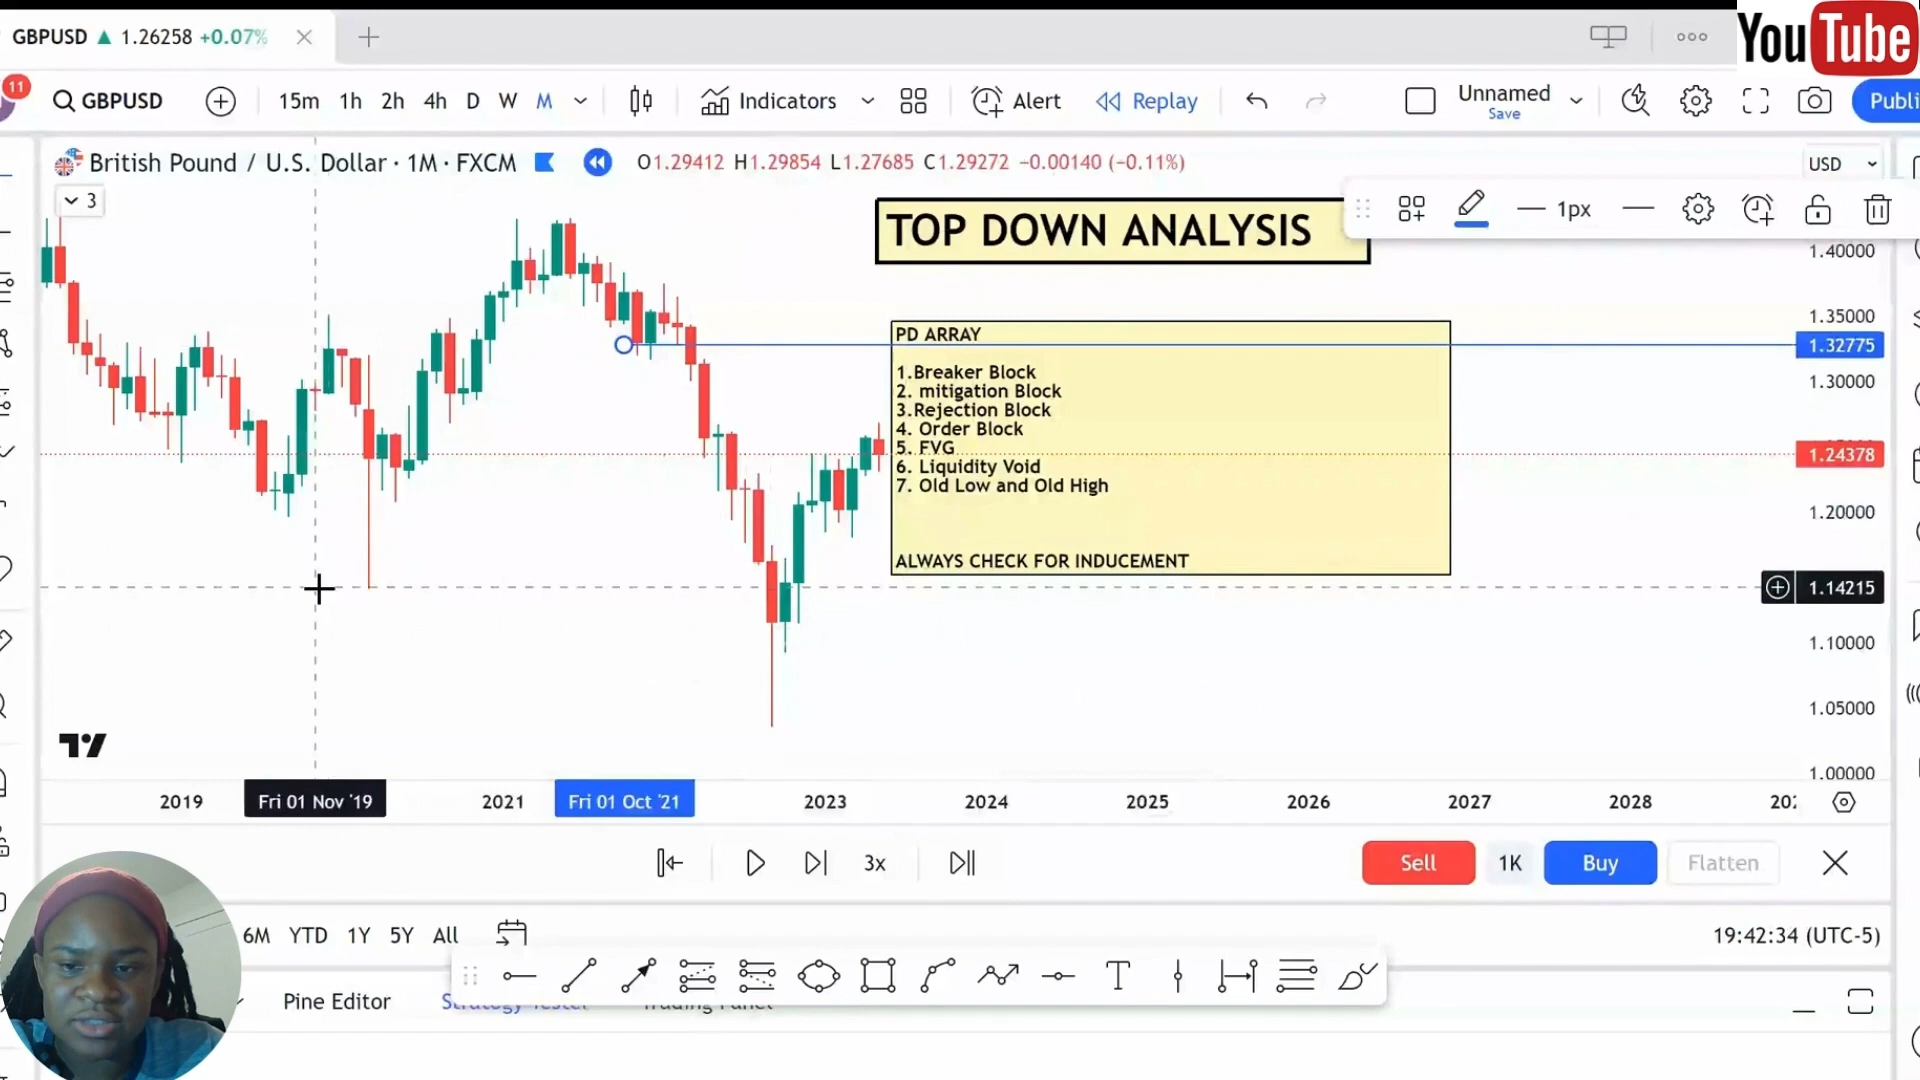 GBPUSD ▲ 1.26258 +0.07%
YouTube
11
GBPUSD 15m 1h 2h 4h D W M Indicators Alert Replay Unnamed
Save
Publi
British Pound / U.S. Dollar · 1M · FXCM O1.29412 H1.29854 L1.27685 C1.29272 −0.00140 (−0.11%)
USD
3
1px
TOP DOWN ANALYSIS
1.40000
1.35000
1.32775
1.30000
1.24378
1.20000
1.14215
1.10000
1.05000
1.00000
PD ARRAY
1.Breaker Block
2. mitigation Block
3.Rejection Block
4. Order Block
5. FVG
6. Liquidity Void
7. Old Low and Old High
ALWAYS CHECK FOR INDUCEMENT
2019 Fri 01 Nov '19 2021 Fri 01 Oct '21 2023 2024 2025 2026 2027 2028
3x
Sell 1K Buy Flatten
6M YTD 1Y 5Y All
19:42:34 (UTC-5)
Pine Editor Strategy Tester Trading Panel